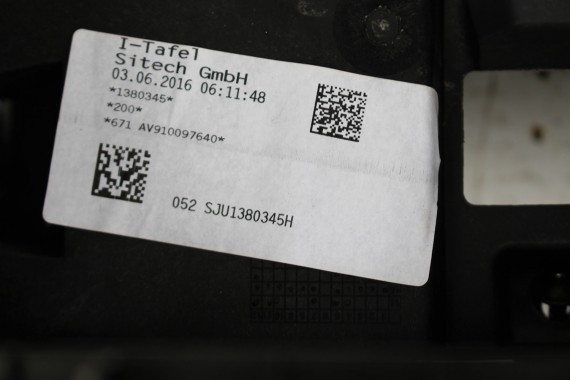 I-Tafel
Sitech GmbH
03.06.2016 06:11:48
*1380345*
*200*
*671 AV910097640*
052 SJU1380345H